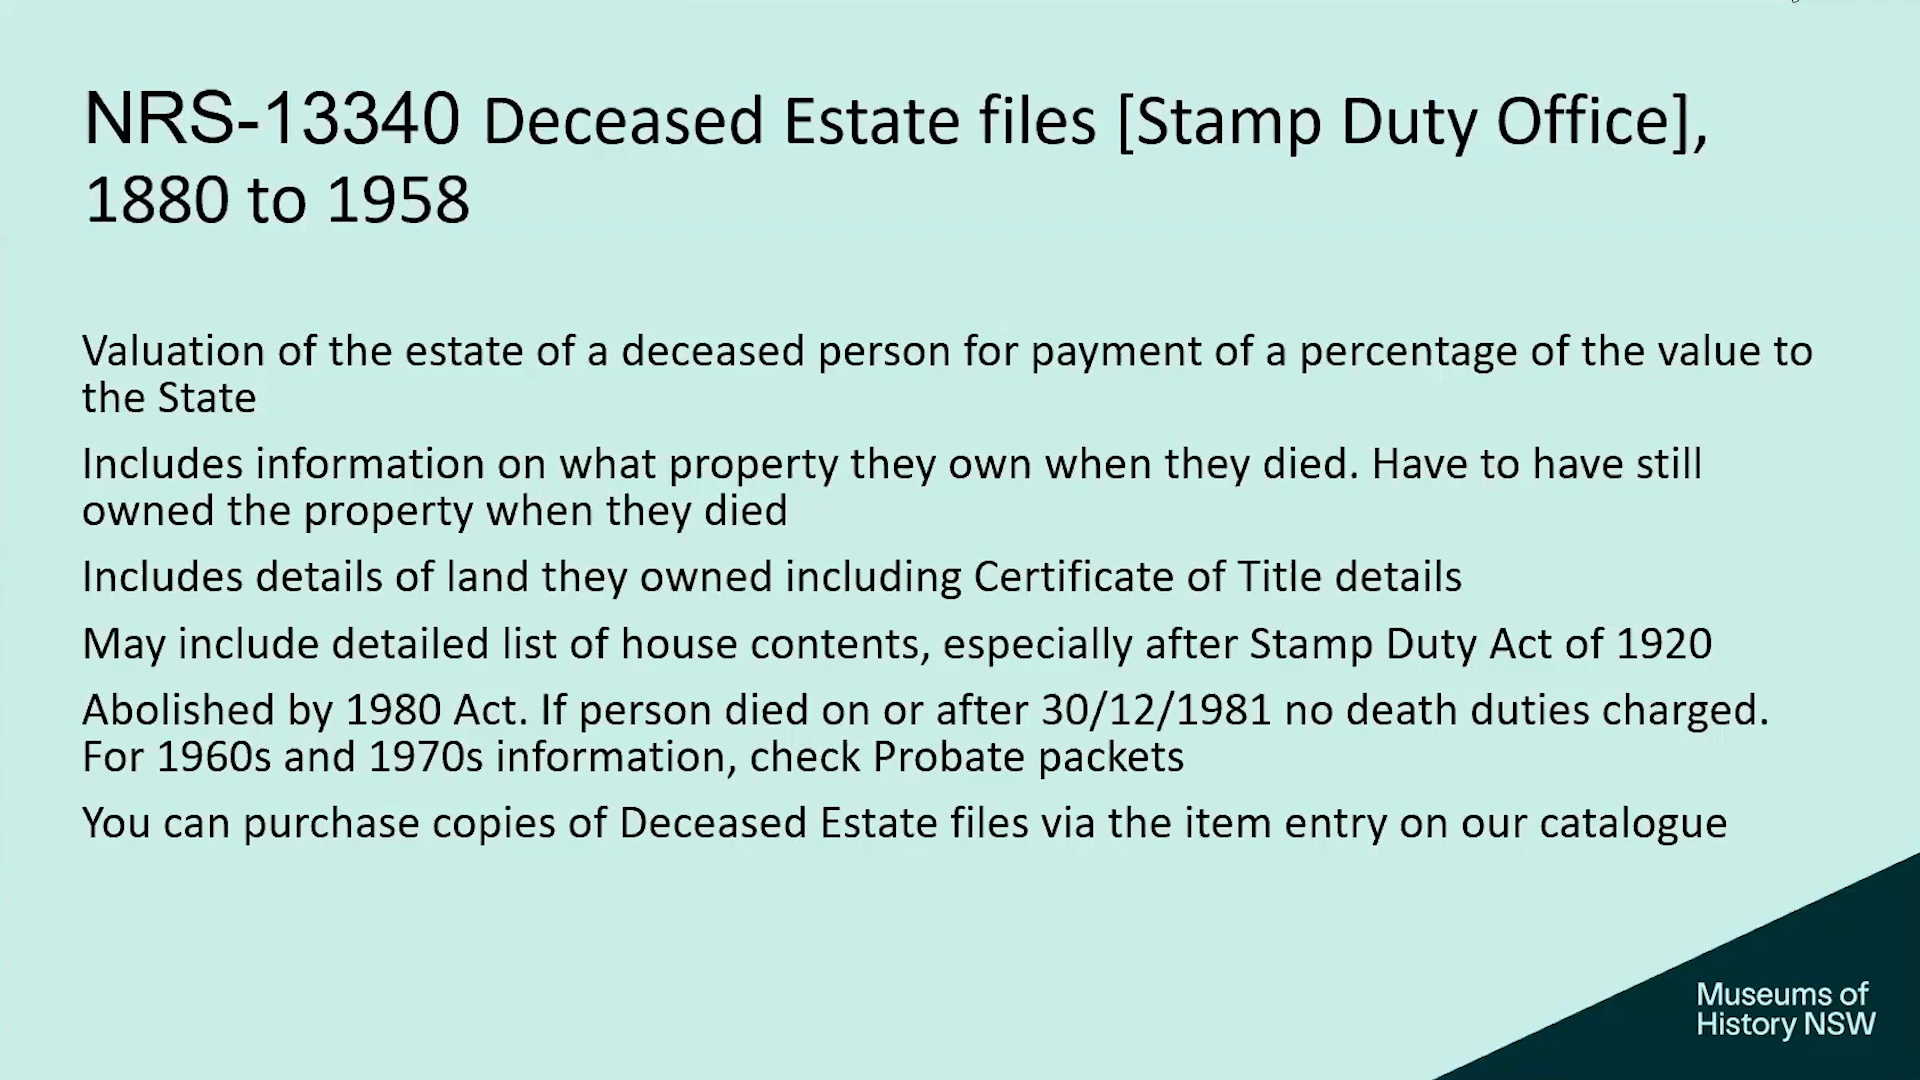 NRS-13340 Deceased Estate files [Stamp Duty Office],
1880 to 1958
Valuation of the estate of a deceased person for payment of a percentage of the value to
the State
Includes information on what property they own when they died. Have to have still
owned the property when they died
Includes details of land they owned including Certificate of Title details
May include detailed list of house contents, especially after Stamp Duty Act of 1920
Abolished by 1980 Act. If person died on or after 30/12/1981 no death duties charged.
For 1960s and 1970s information, check Probate packets
You can purchase copies of Deceased Estate files via the item entry on our catalogue
Museums of
History NSW